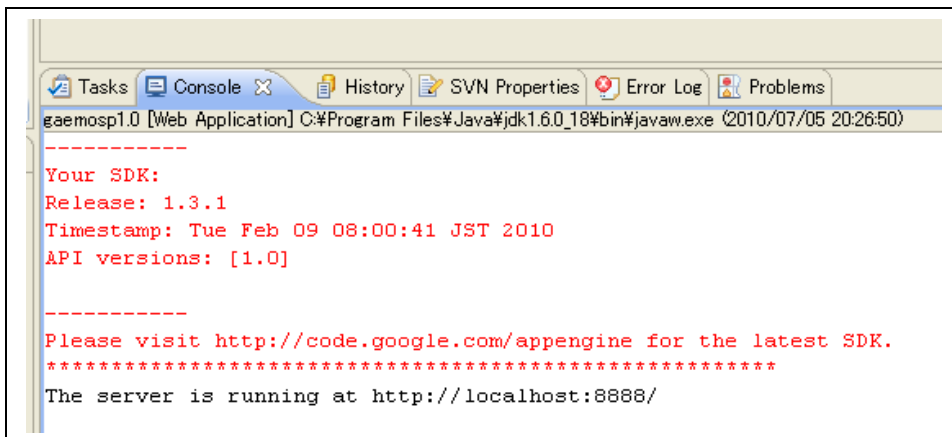 Tasks Console History SVN Properties Error Log Problems
gaemosp1.0 [Web Application] C:¥Program Files¥Java¥jdk1.6.0_18¥bin¥javaw.exe (2010/07/05 20:26:50)
-----------
Your SDK:
Release: 1.3.1
Timestamp: Tue Feb 09 08:00:41 JST 2010
API versions: [1.0]
-----------
Please visit http://code.google.com/appengine for the latest SDK.
********************************************************
The server is running at http://localhost:8888/